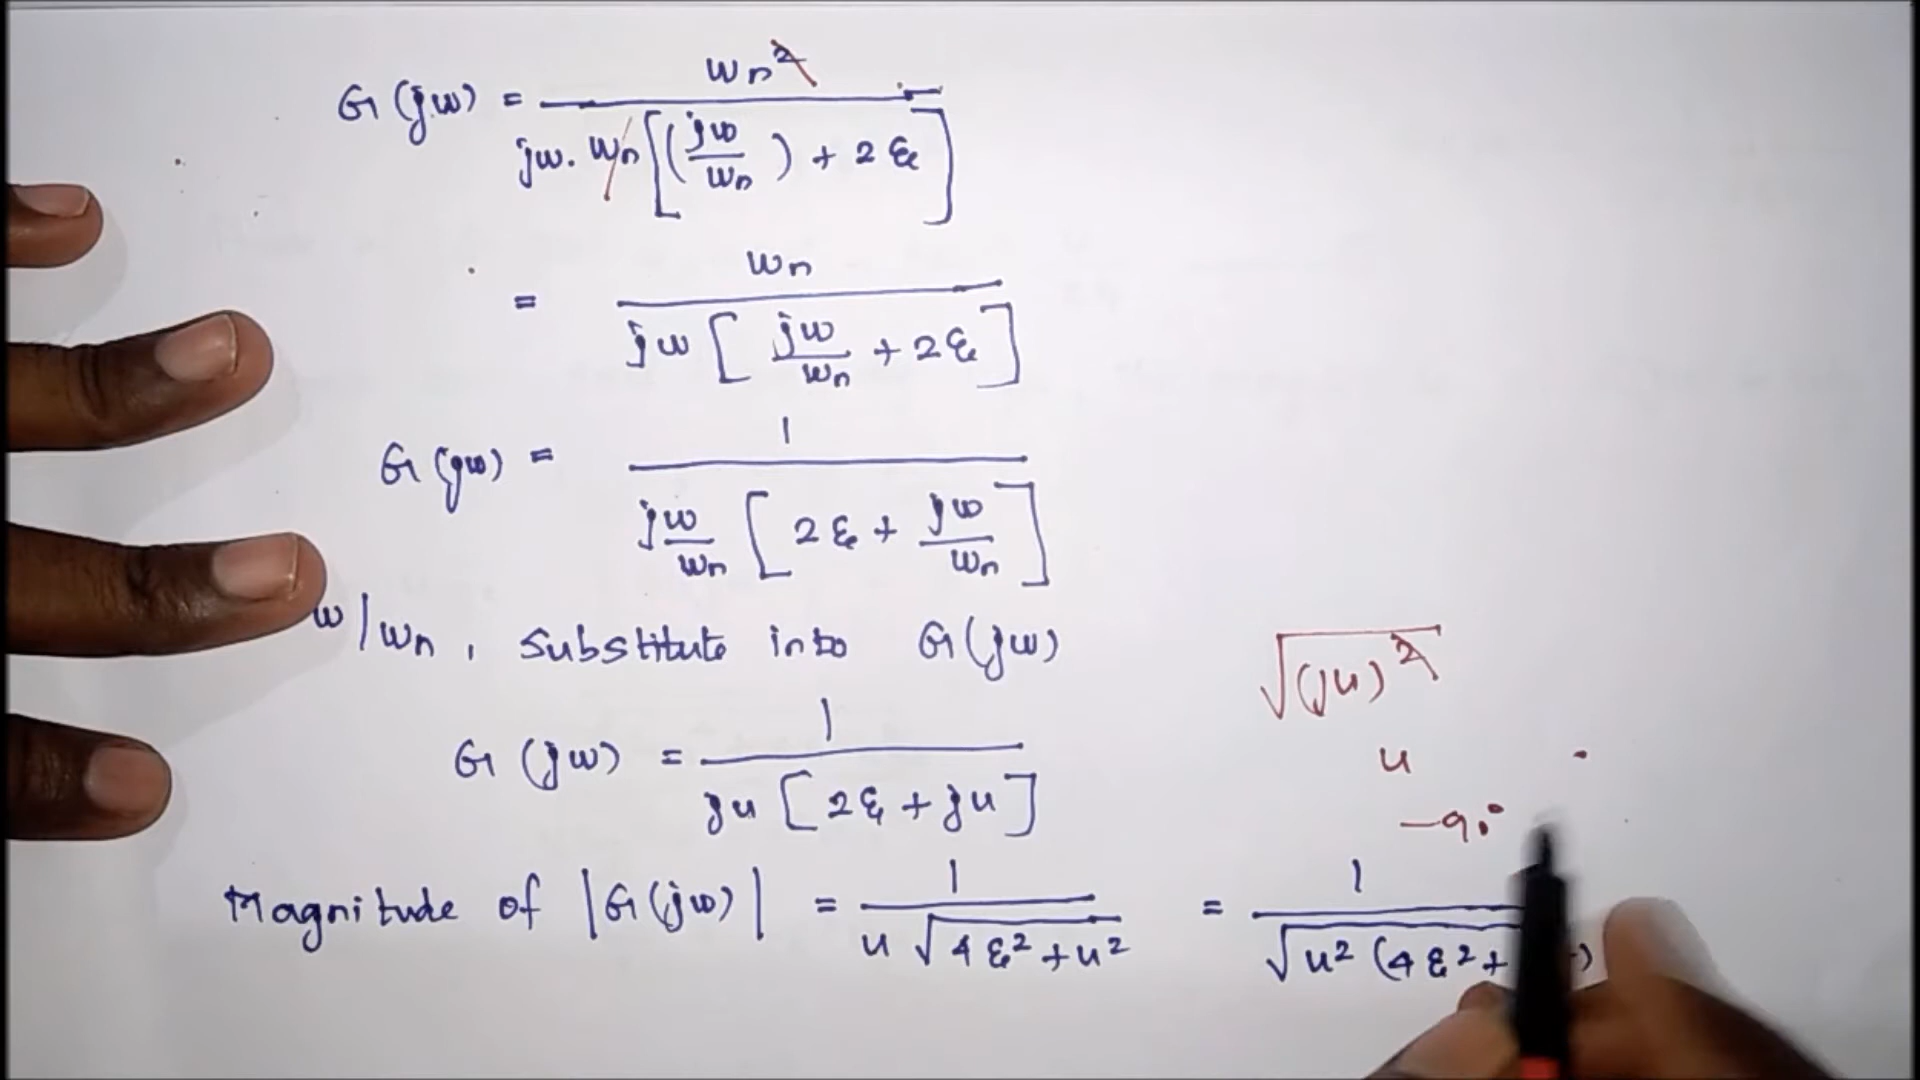 G(jω) = ωn² / jω. ωn [(jω/ωn) + 2ξ]
= ωn / jω [jω/ωn + 2ξ]
G(jω) = 1 / jω/ωn [2ξ + jω/ωn]
ω/ωn, Substitute into G(jω)
√(ju)²
G(jω) = 1 / ju [2ξ + ju]
u
-90°
Magnitude of |G(jω)| = 1 / u √4ξ²+u² = 1 / √u² (4ξ²+